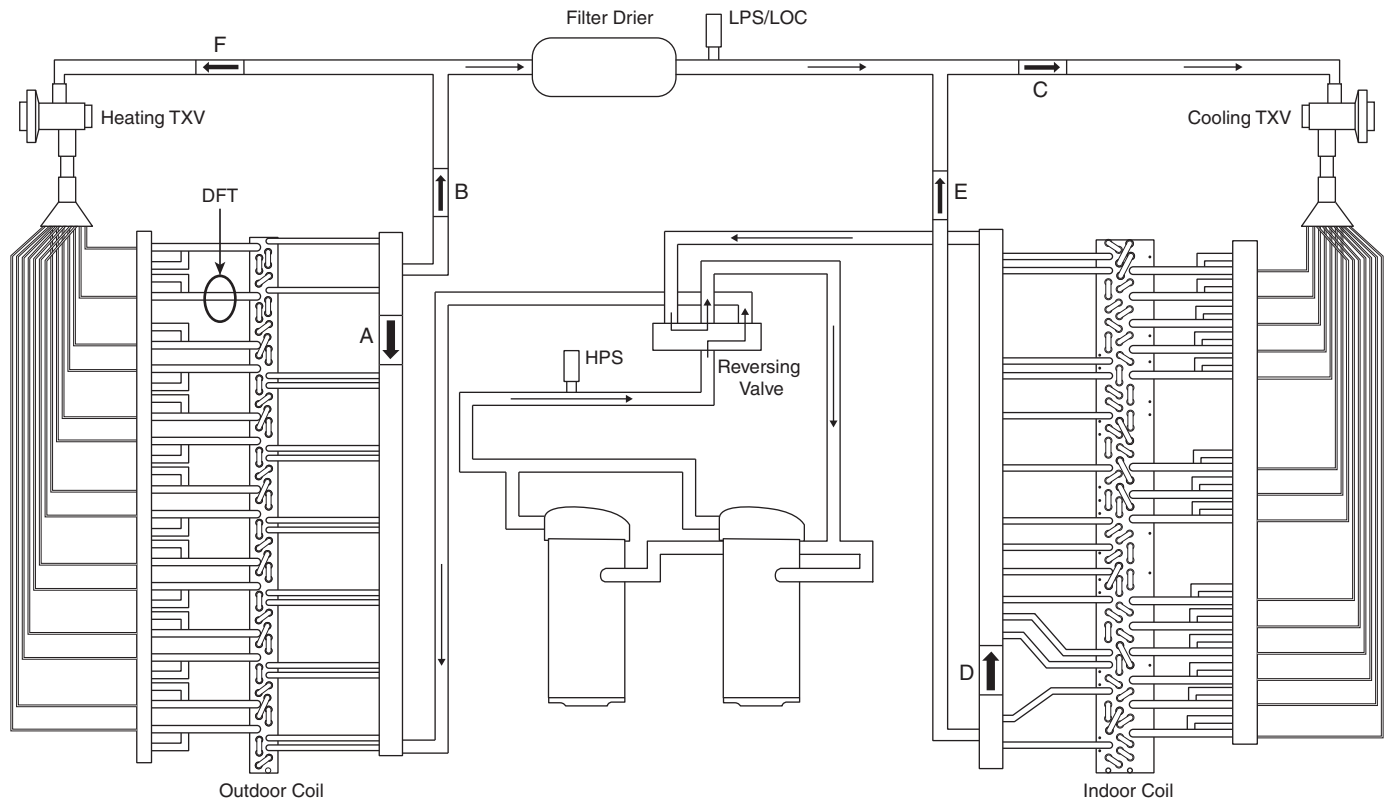 Filter Drier
LPS/LOC
F
C
Heating TXV
Cooling TXV
DFT
B
E
A
HPS
Reversing
Valve
D
Outdoor Coil
Indoor Coil